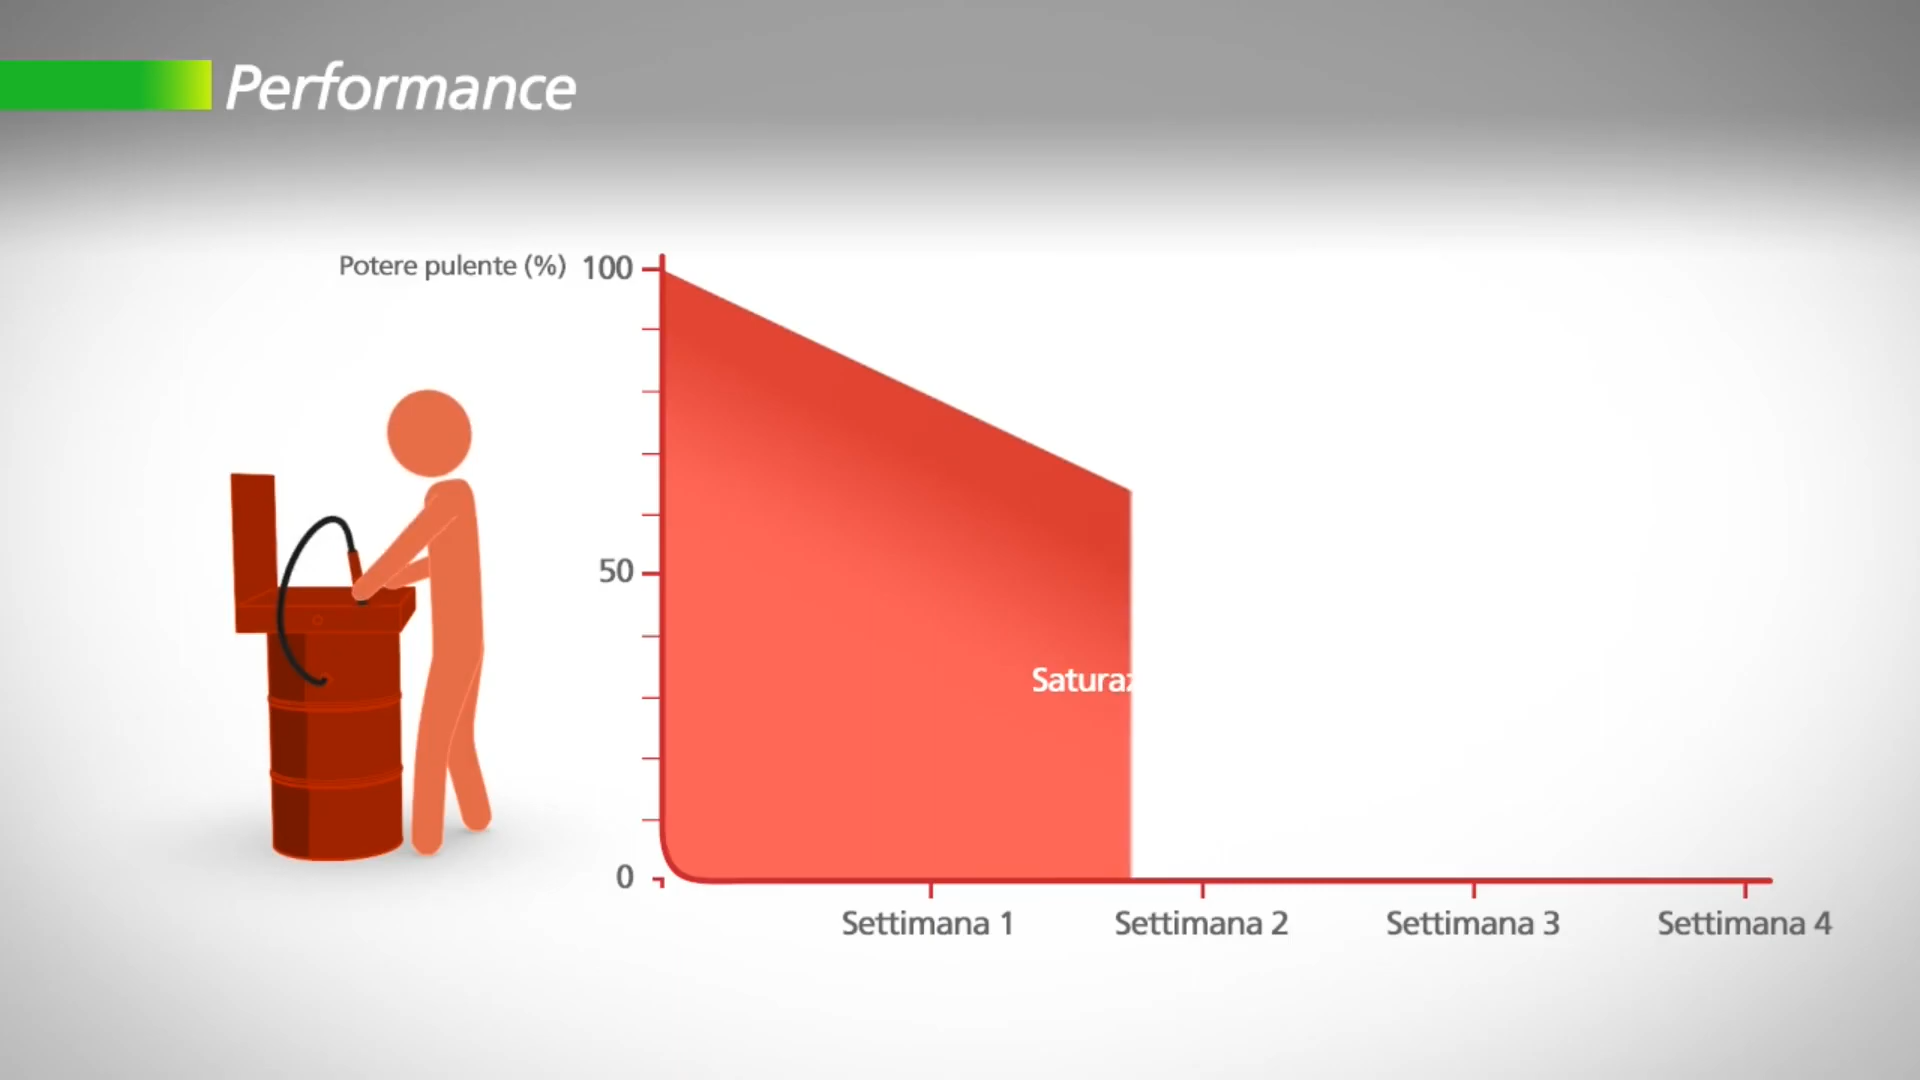 Performance
Potere pulente (%)
100
50
Saturaz
0
Settimana 1
Settimana 2
Settimana 3
Settimana 4